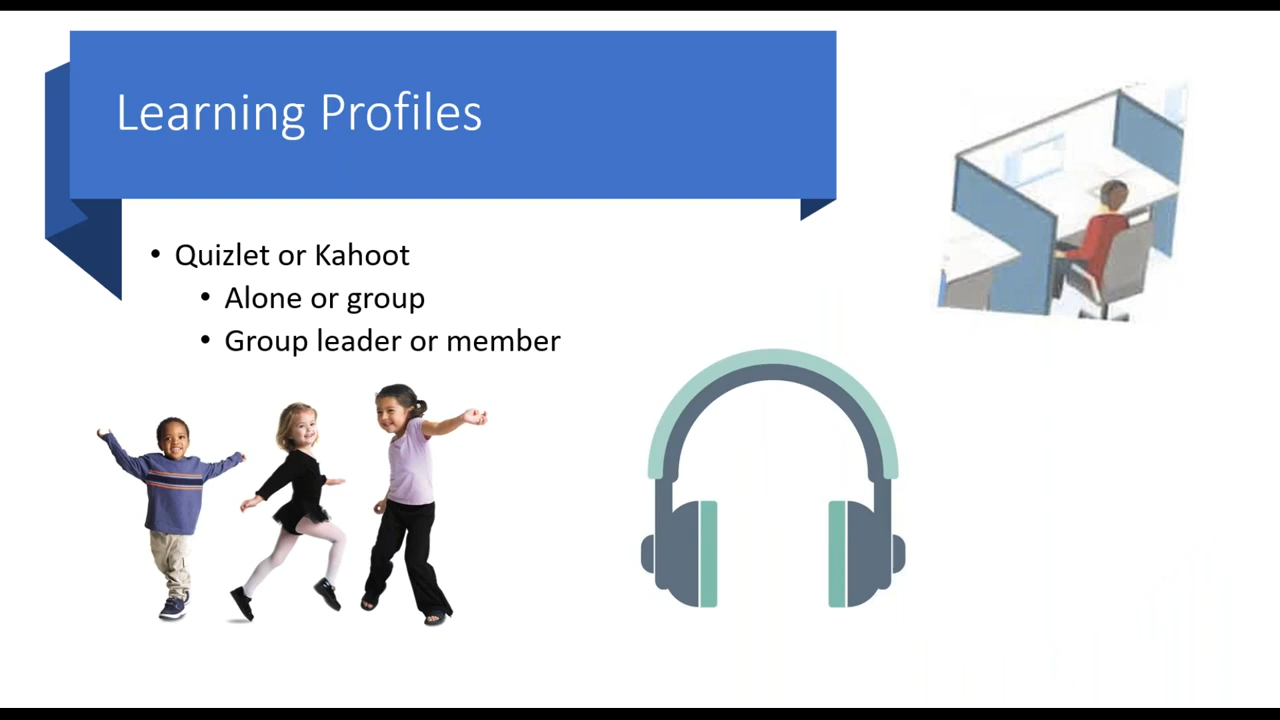 Learning Profiles
• Quizlet or Kahoot
• Alone or group
• Group leader or member